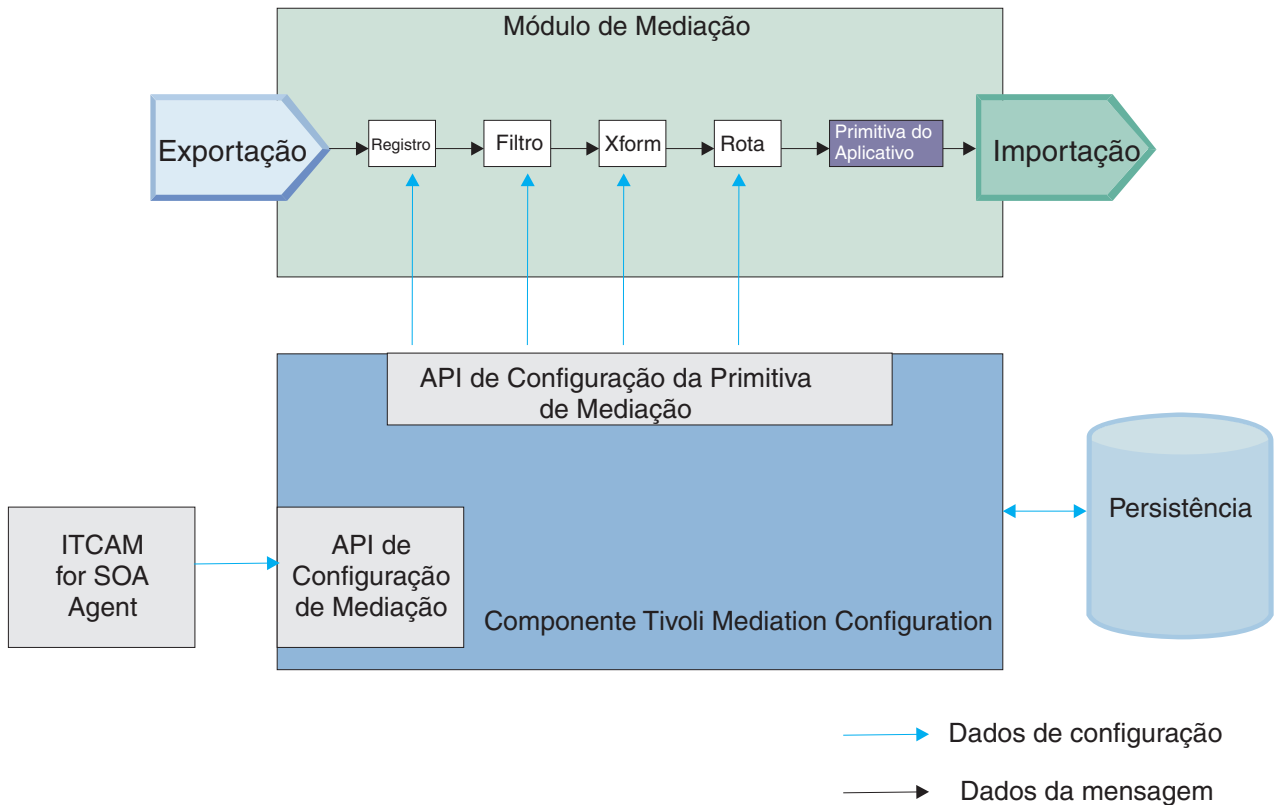 Módulo de Mediação
Exportação
Registro
Filtro
Xform
Rota
Primitiva do
Aplicativo
Importação
API de Configuração da Primitiva
de Mediação
ITCAM
for SOA
Agent
API de
Configuração
de Mediação
Componente Tivoli Mediation Configuration
Persistência
Dados de configuração
Dados da mensagem